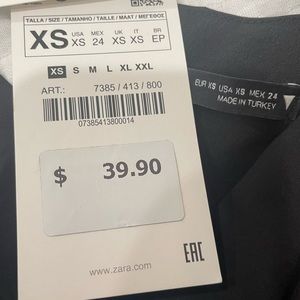 TALLA / SIZE / TAMANHO / TAILLE / MAAT / ΜΕΓΕΘΟΣ
XS
EUR USA MEX UK IT BR
XS XS 24 XS XS EP
XS S M L XL XXL
ART.: 7385 / 413 / 800
07385413800014
$ 39.90
www.zara.com
EAC
EUR XS USA XS MEX 24
MADE IN TURKEY